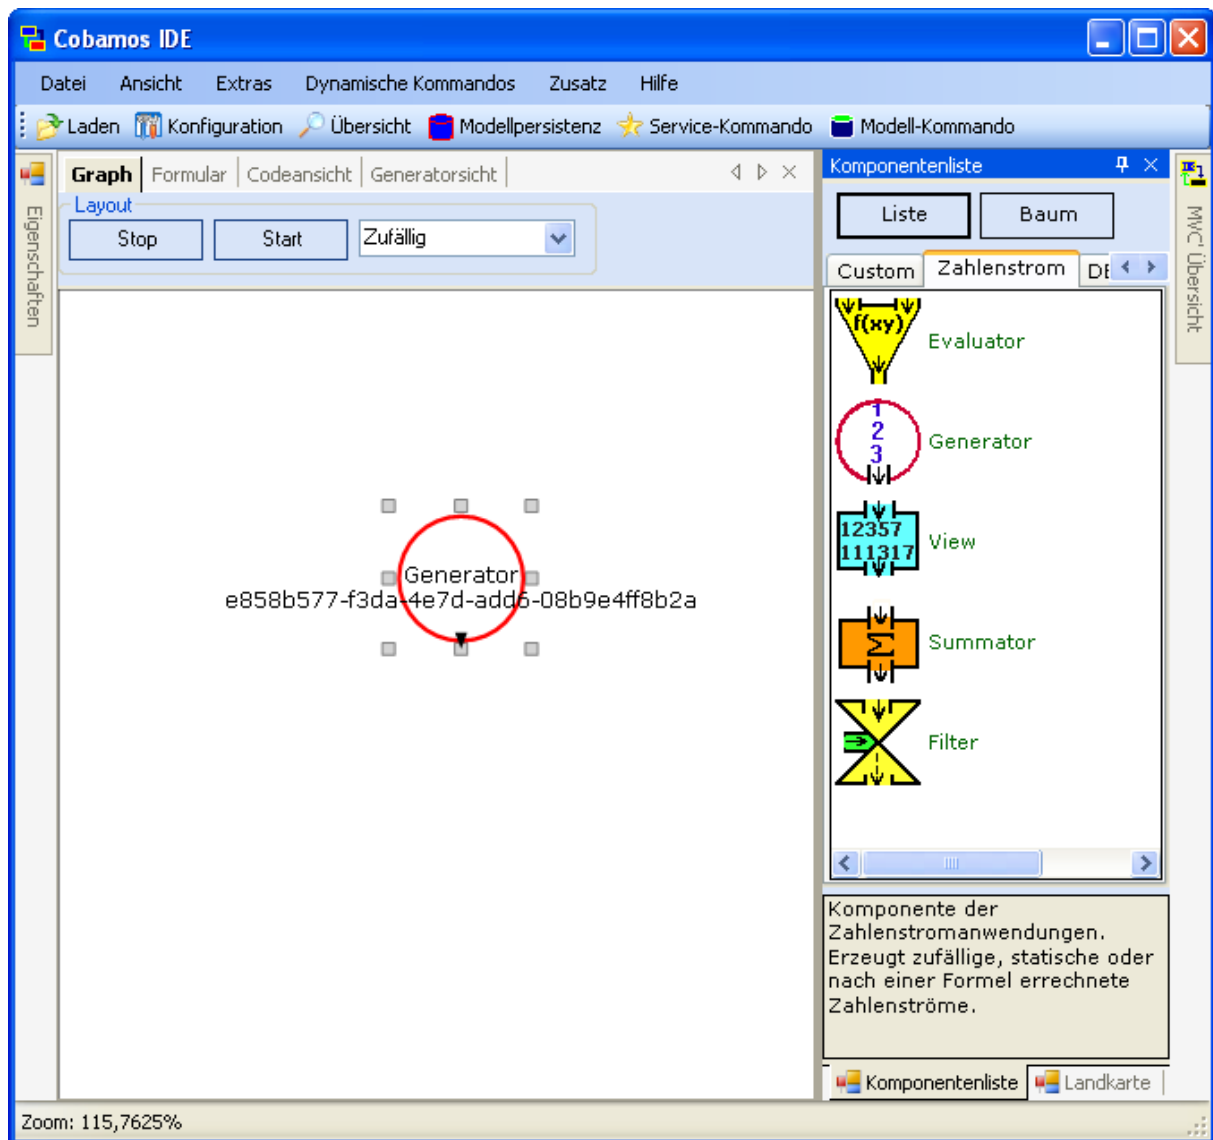 Cobamos IDE
Datei Ansicht Extras Dynamische Kommandos Zusatz Hilfe
Laden Konfiguration Übersicht Modellpersistenz Service-Kommando Modell-Kommando
Eigenschaften
Graph Formular Codeansicht Generatorsicht
Layout
Stop Start Zufällig
Generator
e858b577-f3da-4e7d-add6-08b9e4ff8b2a
Komponentenliste
Liste Baum
Custom Zahlenstrom
f(xy)
Evaluator
1
2
3
Generator
12357
111317
View
Σ
Summator
Filter
Komponente der
Zahlenstromanwendungen.
Erzeugt zufällige, statische oder
nach einer Formel errechnete
Zahlenströme.
Komponentenliste Landkarte
MVC' Übersicht
Zoom: 115,7625%